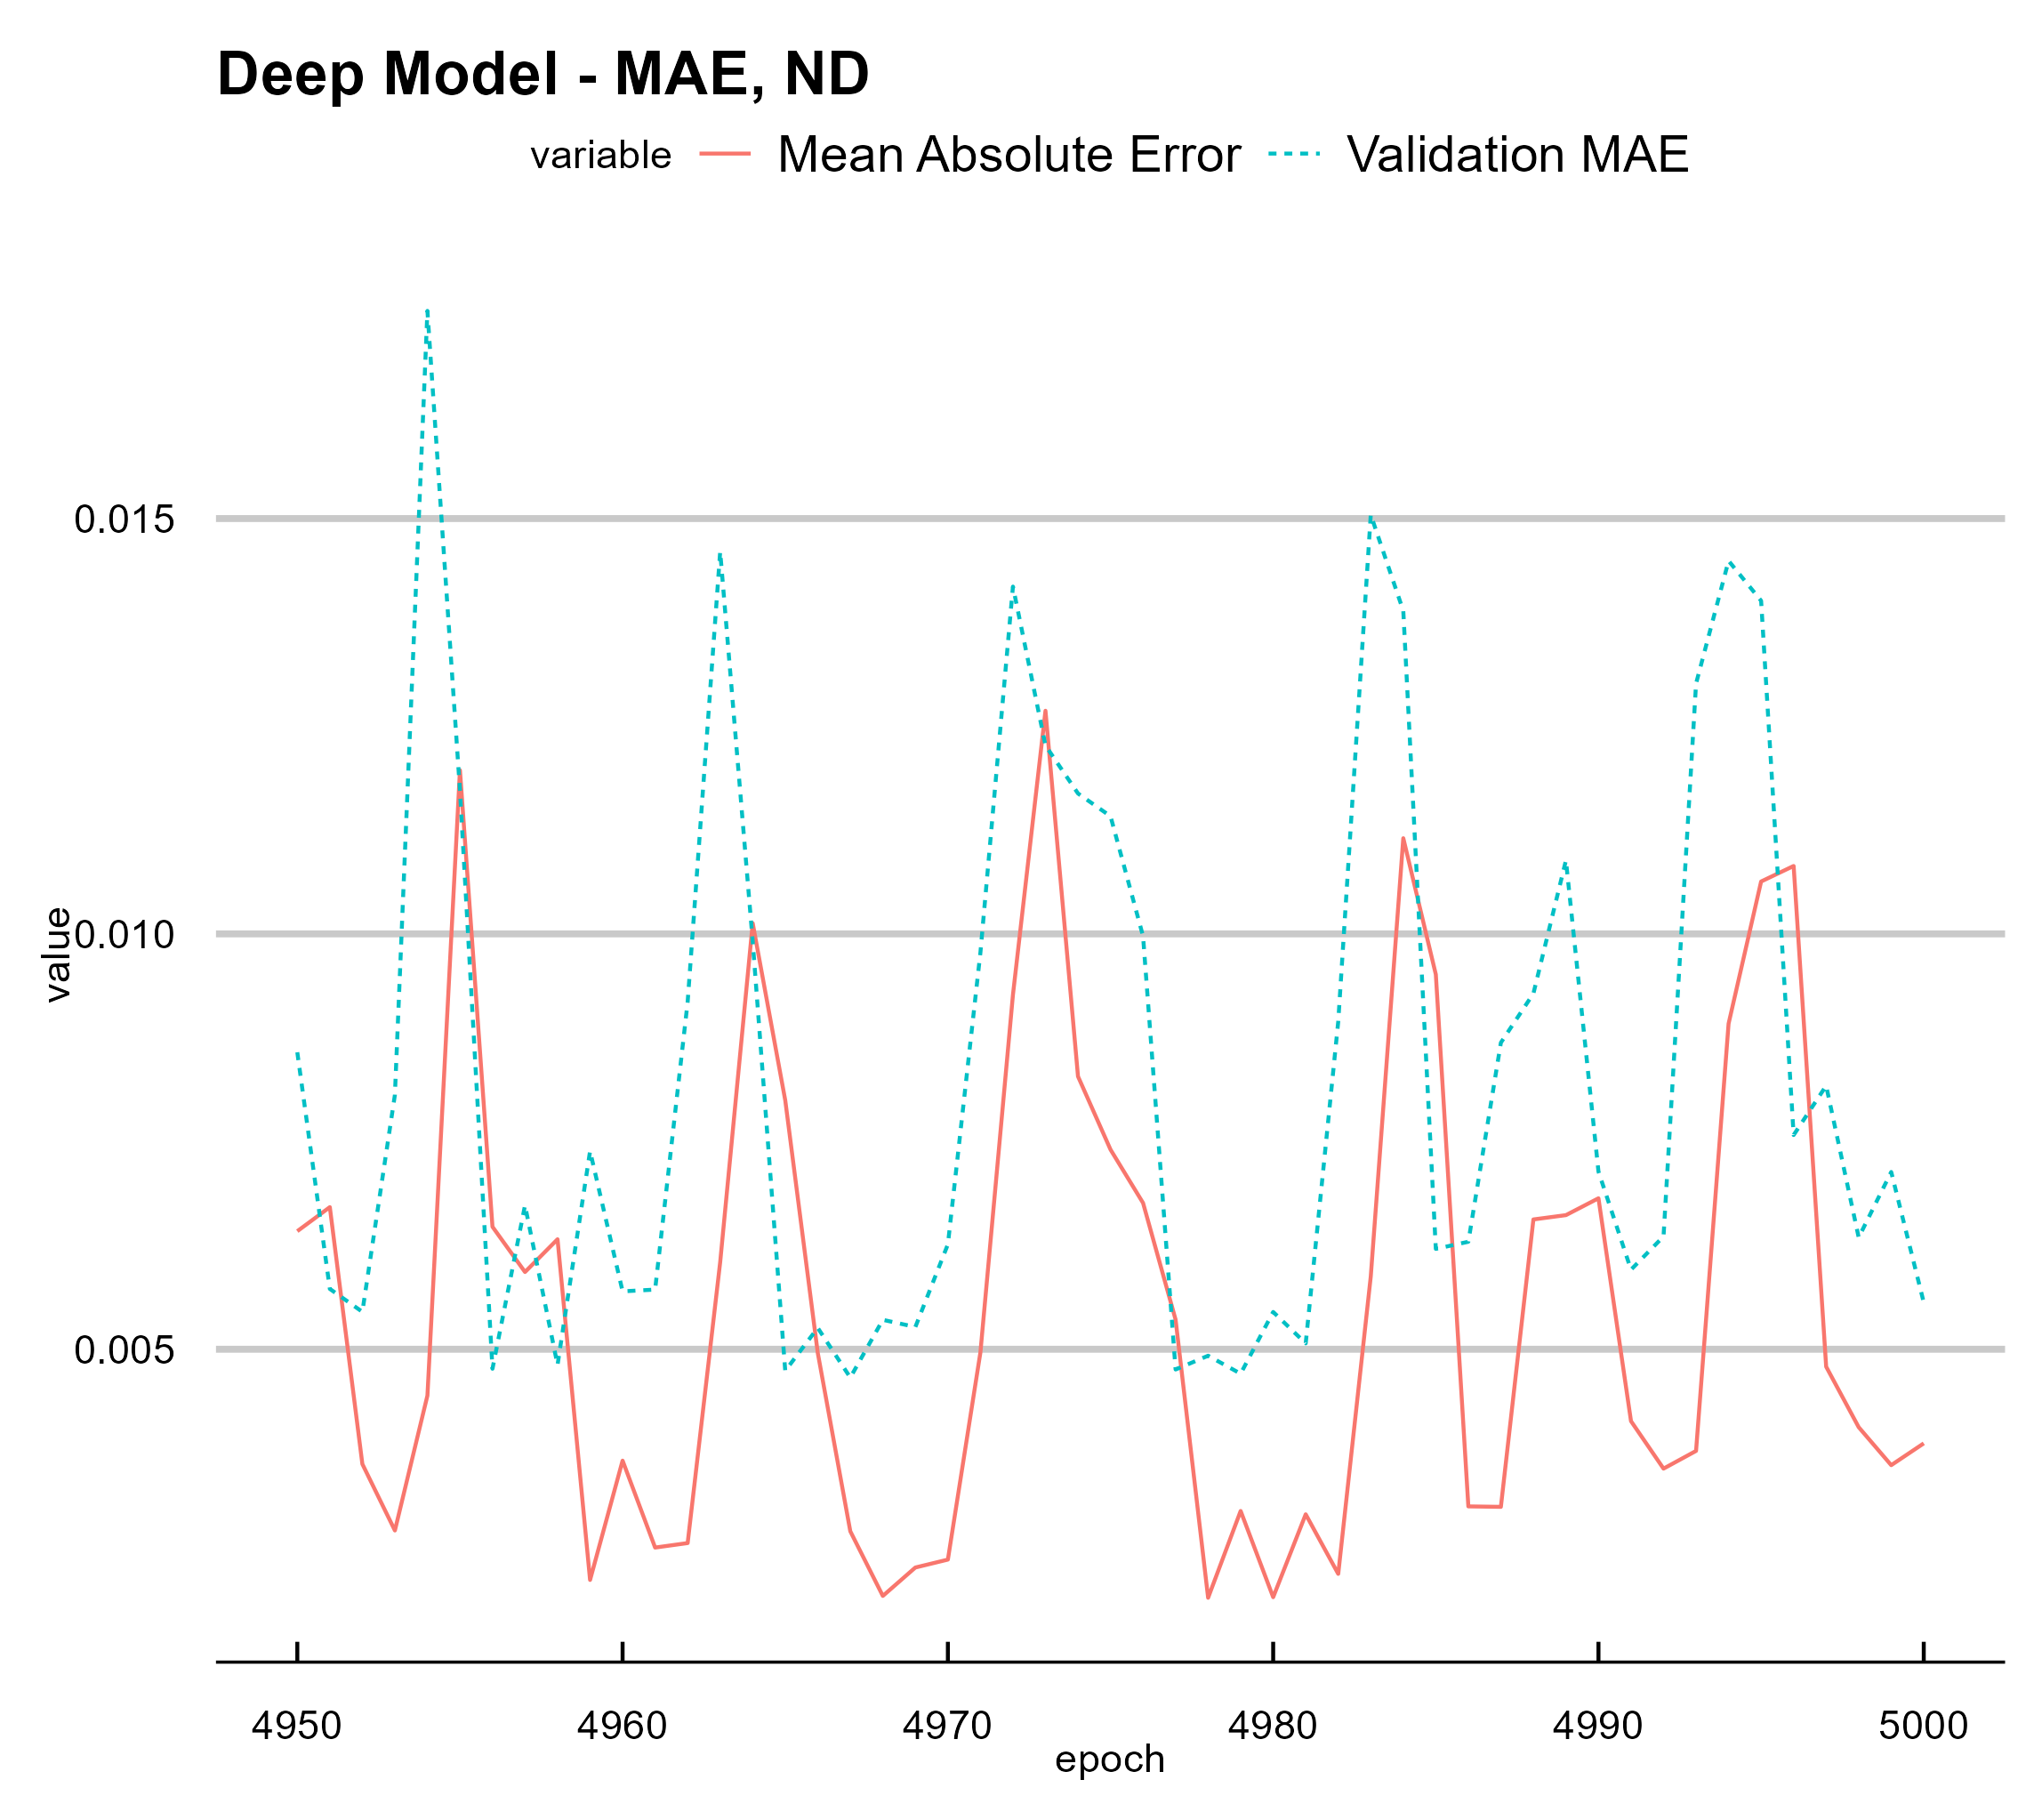 Deep Model - MAE, ND
variable Mean Absolute Error Validation MAE
0.015
0.010
0.005
value
4950 4960 4970 4980 4990 5000
epoch